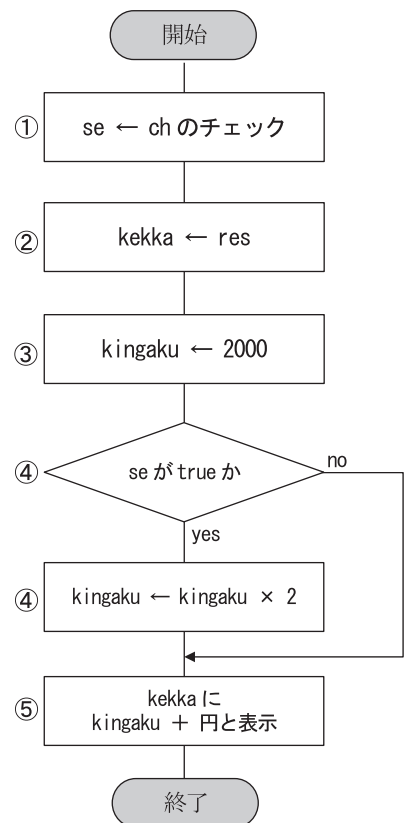 開始
① se ← ch のチェック
② kekka ← res
③ kingaku ← 2000
④ se が true か
no
yes
④ kingaku ← kingaku × 2
⑤ kekka に
kingaku + 円と表示
終了